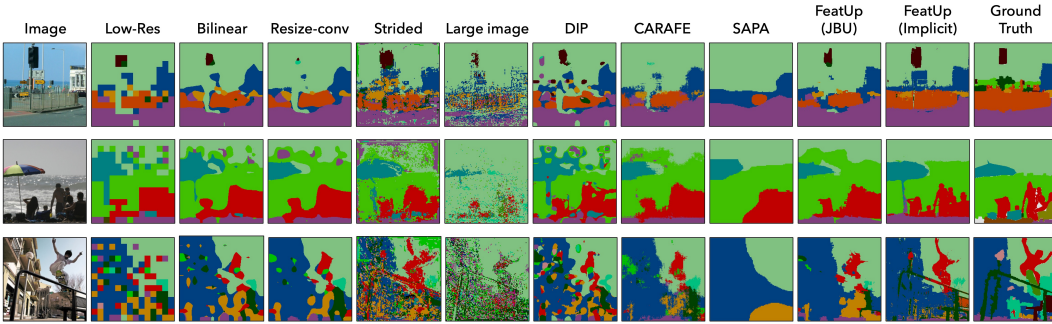 Image Low-Res Bilinear Resize-conv Strided Large image DIP CARAFE SAPA FeatUp (JBU) FeatUp (Implicit) Ground Truth